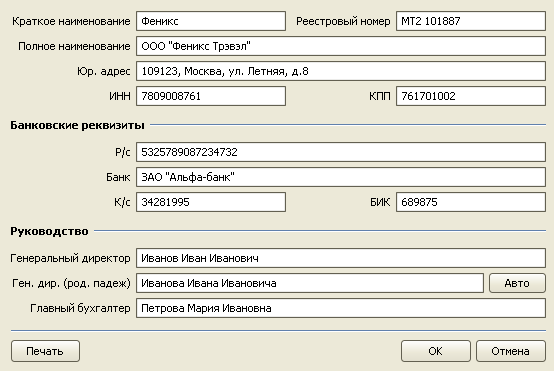 Краткое наименование Феникс Реестровый номер МТ2 101887
Полное наименование ООО "Феникс Трэвэл"
Юр. адрес 109123, Москва, ул. Летняя, д.8
ИНН 7809008761 КПП 761701002
Банковские реквизиты
Р/с 5325789087234732
Банк ЗАО "Альфа-банк"
К/с 34281995 БИК 689875
Руководство
Генеральный директор Иванов Иван Иванович
Ген. дир. (род. падеж) Иванова Ивана Ивановича Авто
Главный бухгалтер Петрова Мария Ивановна
Печать ОК Отмена